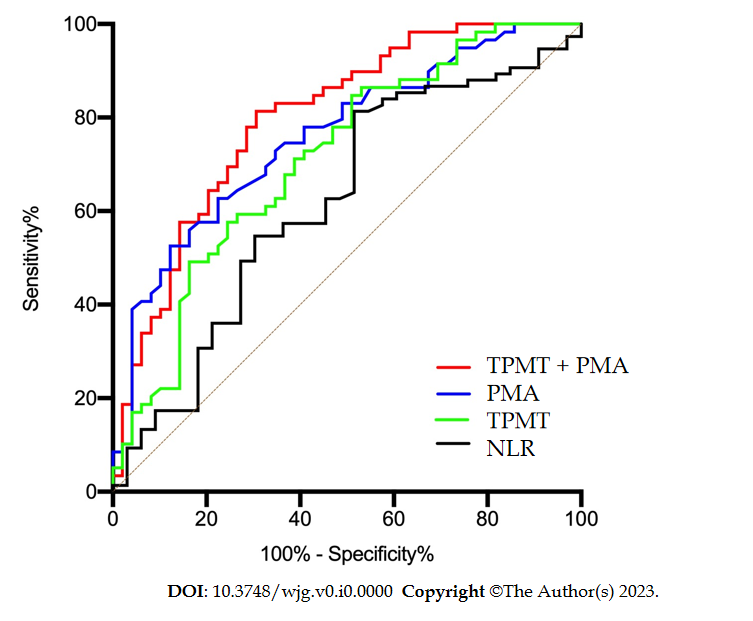 100
80
60
40
20
0
Sensitivity%
TPMT + PMA
PMA
TPMT
NLR
0 20 40 60 80 100
100% - Specificity%
DOI: 10.3748/wjg.v0.i0.0000 Copyright ©The Author(s) 2023.